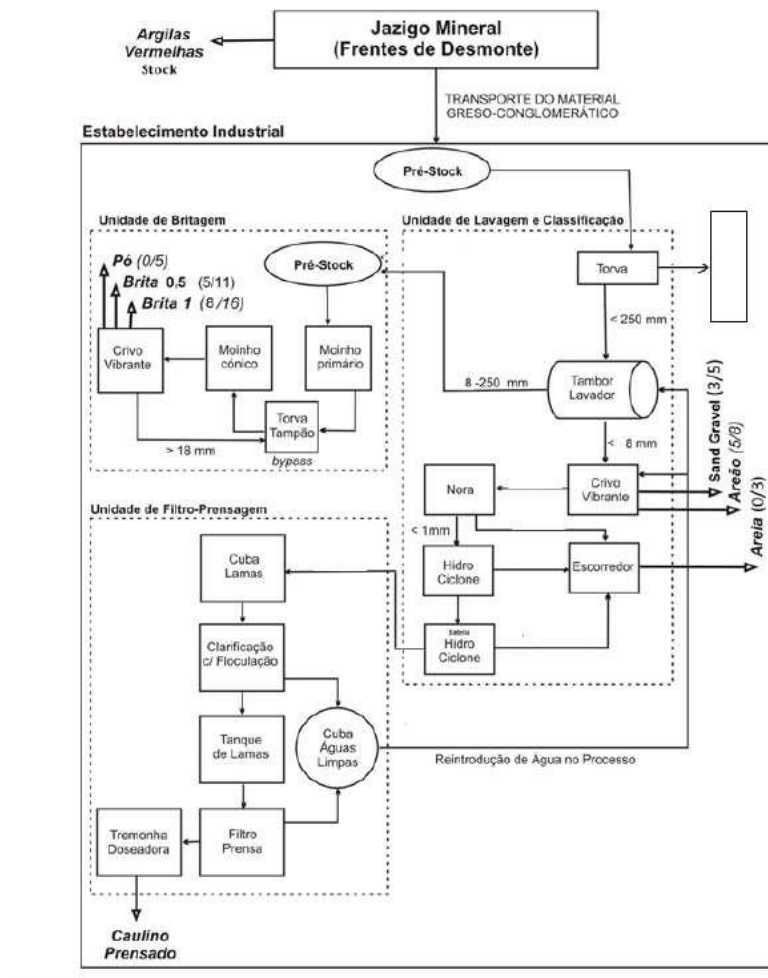 Jazigo Mineral
(Frentes de Desmonte)
Argilas
Vermelhas
Stock
TRANSPORTE DO MATERIAL
GRESO-CONGLOMERÁTICO
Estabelecimento Industrial
Pré-Stock
Unidade de Britagem
Unidade de Lavagem e Classificação
Pó (0/5)
Brita 0,5 (5/11)
Brita 1 (8/16)
Pré-Stock
Torva
< 250 mm
Crivo
Vibrante
Moinho
cónico
Moinho
primário
8-250 mm
Tambor
Lavador
Torva
Tampão
bypass
> 18 mm
< 8 mm
Sand Gravel (3/5)
Areão (5/8)
Areia (0/3)
Nora
Crivo
Vibrante
< 1mm
Unidade de Filtro-Prensagem
Cuba
Lamas
Hidro
Ciclone
Escorredor
Hidro
Ciclone
Clarificação
c/ Floculação
Tanque
de Lamas
Cuba
Águas
Limpas
Reintrodução de Água no Processo
Tremonha
Doseadora
Filtro
Prensa
Caulino
Prensado